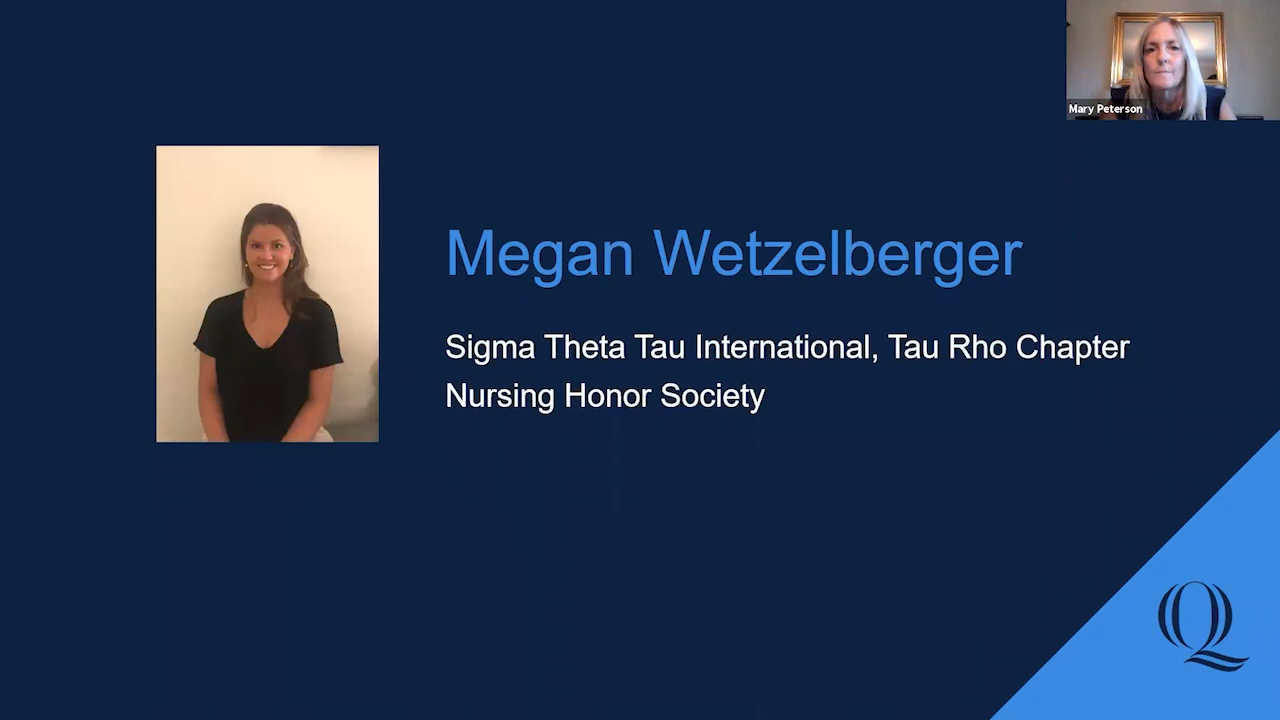 Mary Peterson
Megan Wetzelberger
Sigma Theta Tau International, Tau Rho Chapter
Nursing Honor Society
Q